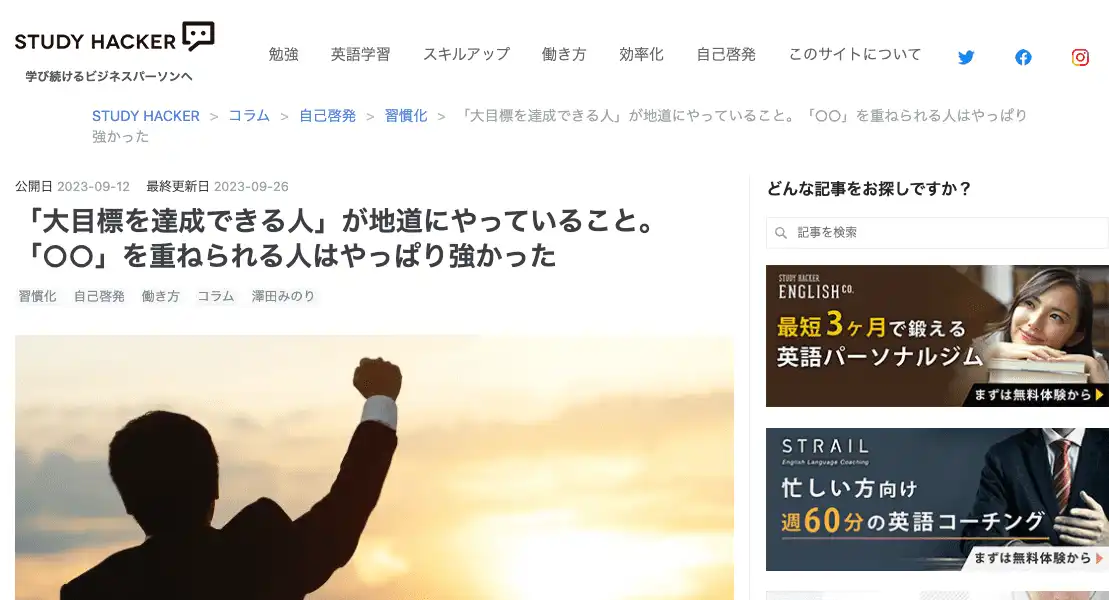 STUDY HACKER
学び続けるビジネスパーソンへ
勉強 英語学習 スキルアップ 働き方 効率化 自己啓発 このサイトについて
STUDY HACKER > コラム > 自己啓発 > 習慣化 > 「大目標を達成できる人」が地道にやっていること。「〇〇」を重ねられる人はやっぱり
強かった
公開日 2023-09-12 最終更新日 2023-09-26
「大目標を達成できる人」が地道にやっていること。
「〇〇」を重ねられる人はやっぱり強かった
習慣化 自己啓発 働き方 コラム 澤田みのり
どんな記事をお探しですか？
記事を検索
STUDY HACKER
ENGLISH CO.
最短3ヶ月で鍛える
英語パーソナルジム
まずは無料体験から
STRAIL
English Language Coaching
忙しい方向け
週60分の英語コーチング
まずは無料体験から